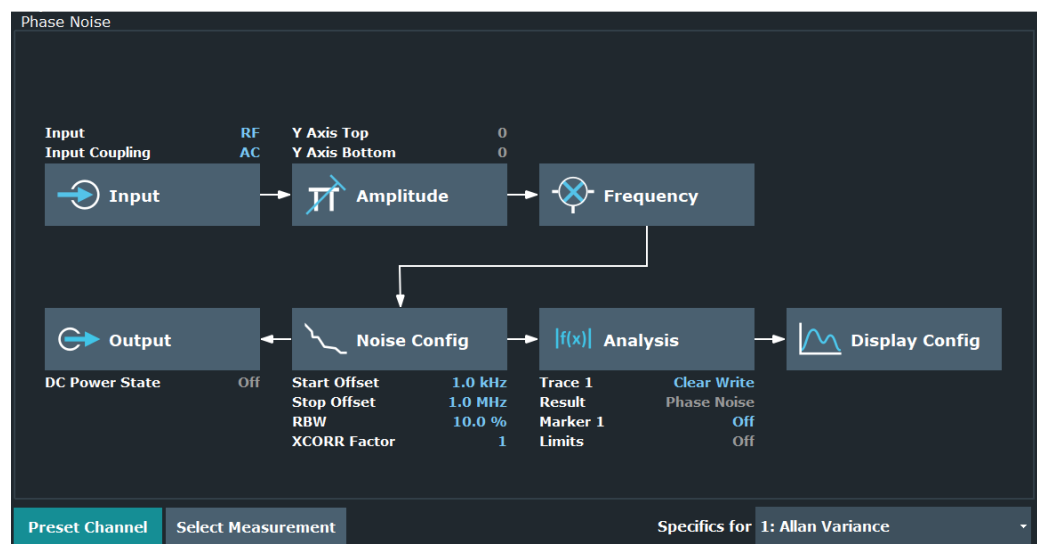 Phase Noise
Input RF
Input Coupling AC
Y Axis Top 0
Y Axis Bottom 0
Input
Amplitude
Frequency
Output
Noise Config
|f(x)| Analysis
Display Config
DC Power State Off
Start Offset 1.0 kHz
Stop Offset 1.0 MHz
RBW 10.0 %
XCORR Factor 1
Trace 1 Clear Write
Result Phase Noise
Marker 1 Off
Limits Off
Preset Channel
Select Measurement
Specifics for 1: Allan Variance